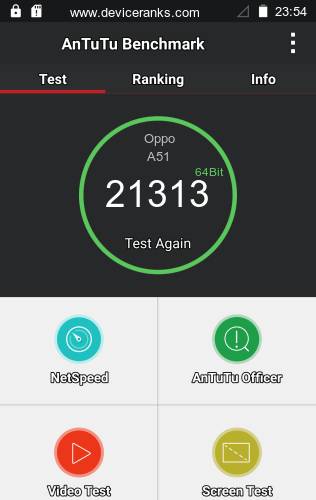 www.deviceranks.com 23:54
AnTuTu Benchmark
Test Ranking Info
Oppo
A51
64Bit
21313
Test Again
NetSpeed AnTuTu Officer
Video Test Screen Test